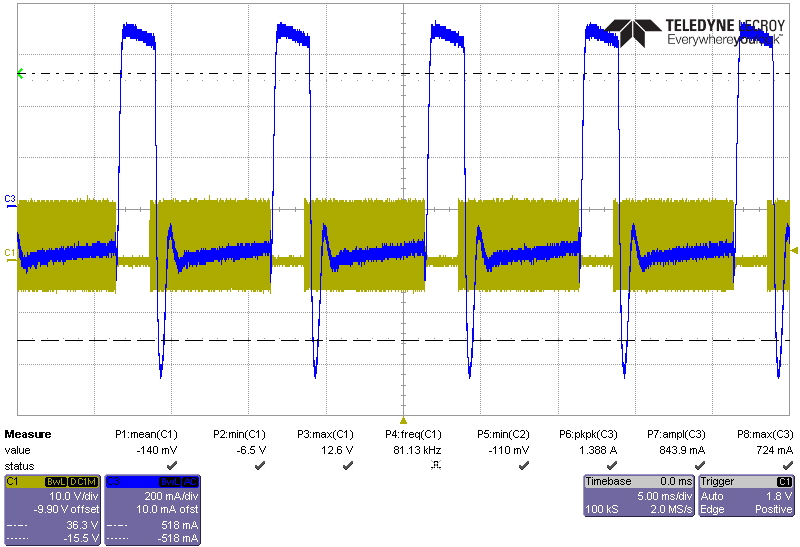 TELEDYNE LECROY
Everywhereyoulook™
C3
C1
Measure P1:mean(C1) P2:min(C1) P3:max(C1) P4:freq(C1) P5:min(C2) P6:pkpk(C3) P7:ampl(C3) P8:max(C3)
value -140 mV -6.5 V 12.6 V 81.13 kHz -110 mV 1.388 A 843.9 mA 724 mA
status
C1 BwL DC1M
10.0 V/div
-9.90 V offset
36.3 V
-15.5 V
C3 BwL AC
200 mA/div
10.0 mA ofst
518 mA
-518 mA
Timebase 0.0 ms
5.00 ms/div
100 kS 2.0 MS/s
Trigger C1
Auto 1.8 V
Edge Positive